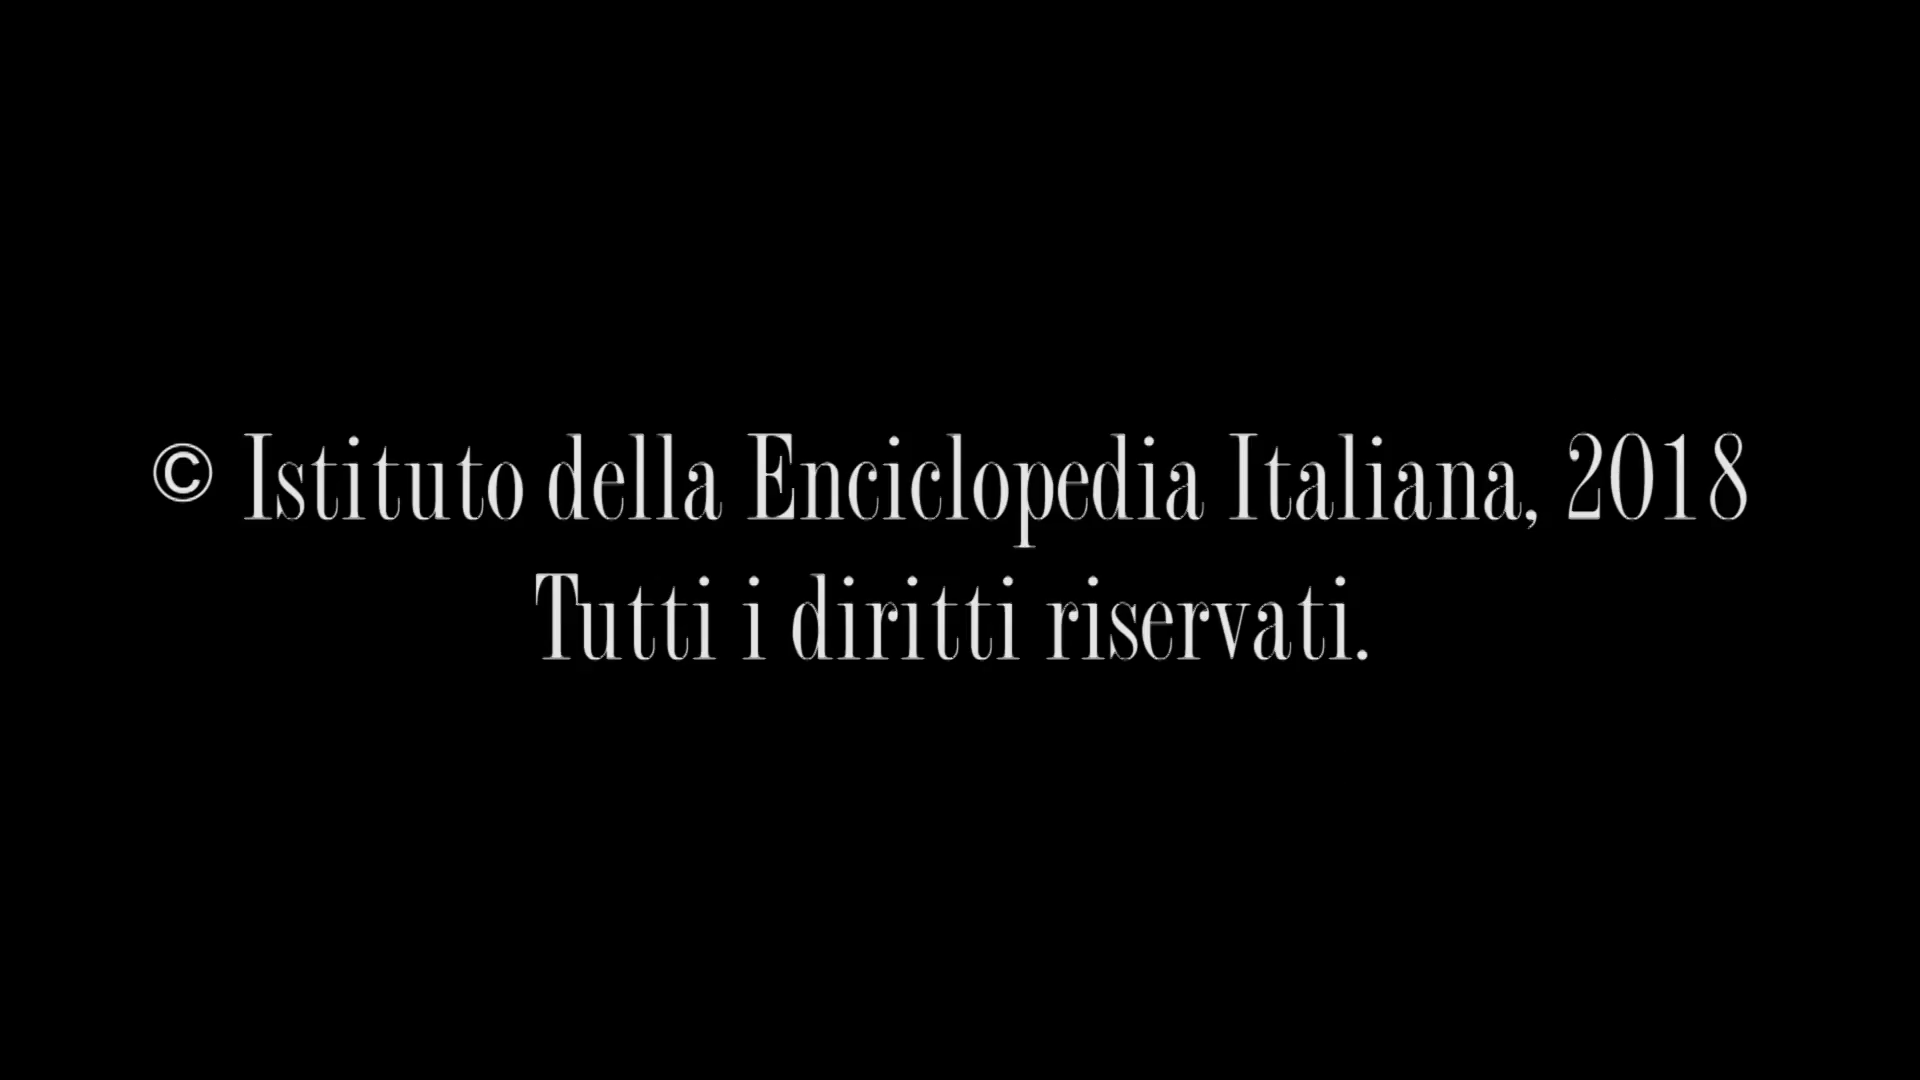 © Istituto della Enciclopedia Italiana, 2018
Tutti i diritti riservati.